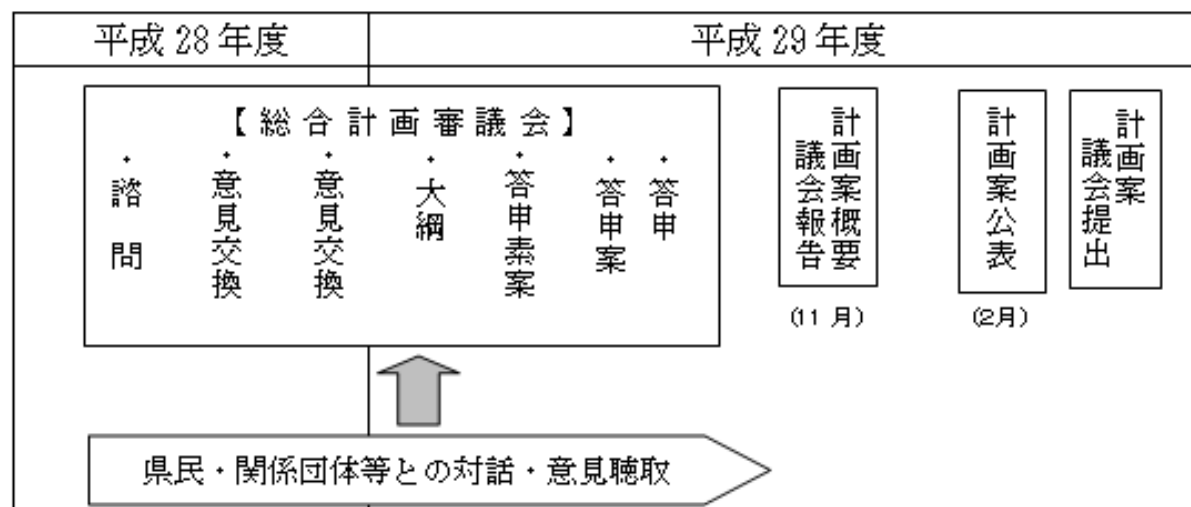 平成28年度
平成29年度
【総合計画審議会】
・諮問
・意見交換
・意見交換
・大綱
・答申素案
・答申案
・答申
計画案概要
議会報告
(11月)
計画案公表
(2月)
計画案
議会提出
県民・関係団体等との対話・意見聴取